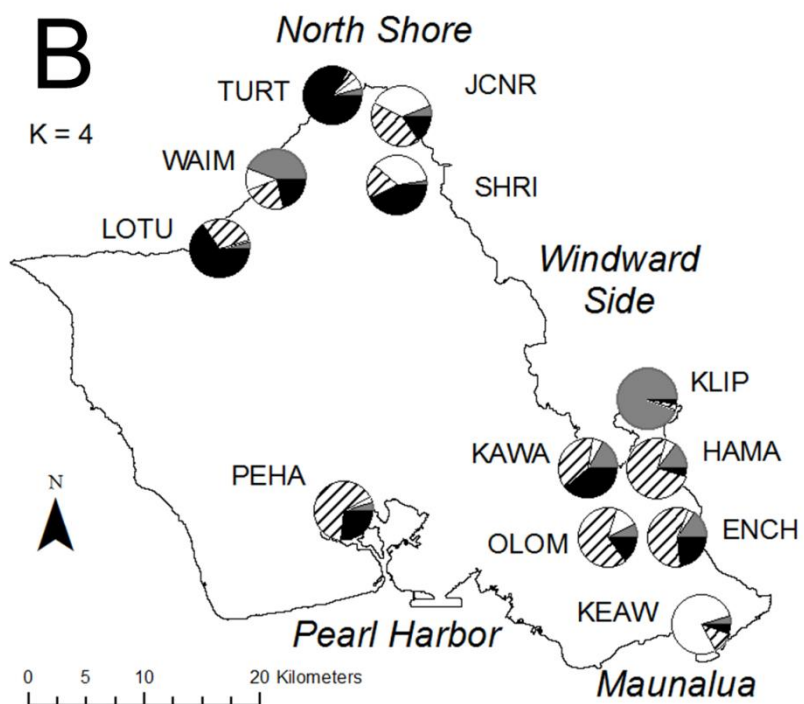 B
K = 4
North Shore
TURT
JCNR
WAIM
SHRI
LOTU
Windward
Side
KLIP
KAWA
HAMA
PEHA
N
OLOM
ENCH
KEAW
Pearl Harbor
Maunalua
0 5 10 20 Kilometers